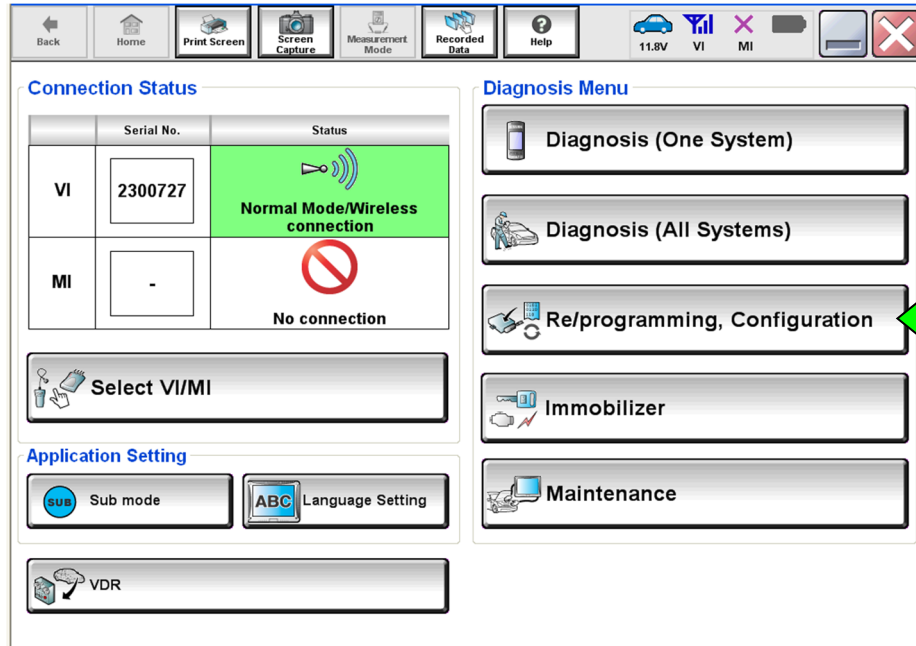 Back
Home
Print Screen
Screen
Capture
Measurement
Mode
Recorded
Data
Help
11.8V
VI
MI
Connection Status
Serial No.
Status
VI
2300727
Normal Mode/Wireless
connection
MI
-
No connection
Select VI/MI
Application Setting
SUB
Sub mode
ABC
Language Setting
VDR
Diagnosis Menu
Diagnosis (One System)
Diagnosis (All Systems)
Re/programming, Configuration
Immobilizer
Maintenance